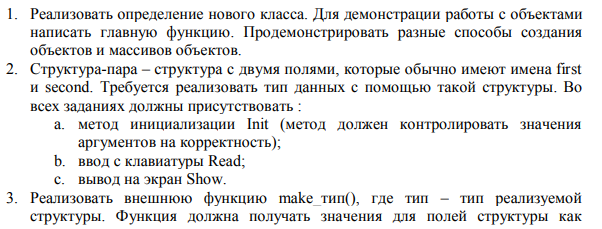 1. Реализовать определение нового класса. Для демонстрации работы с объектами
написать главную функцию. Продемонстрировать разные способы создания
объектов и массивов объектов.
2. Структура-пара – структура с двумя полями, которые обычно имеют имена first
и second. Требуется реализовать тип данных с помощью такой структуры. Во
всех заданиях должны присутствовать :
a. метод инициализации Init (метод должен контролировать значения
аргументов на корректность);
b. ввод с клавиатуры Read;
c. вывод на экран Show.
3. Реализовать внешнюю функцию make_тип(), где тип – тип реализуемой
структуры. Функция должна получать значения для полей структуры как